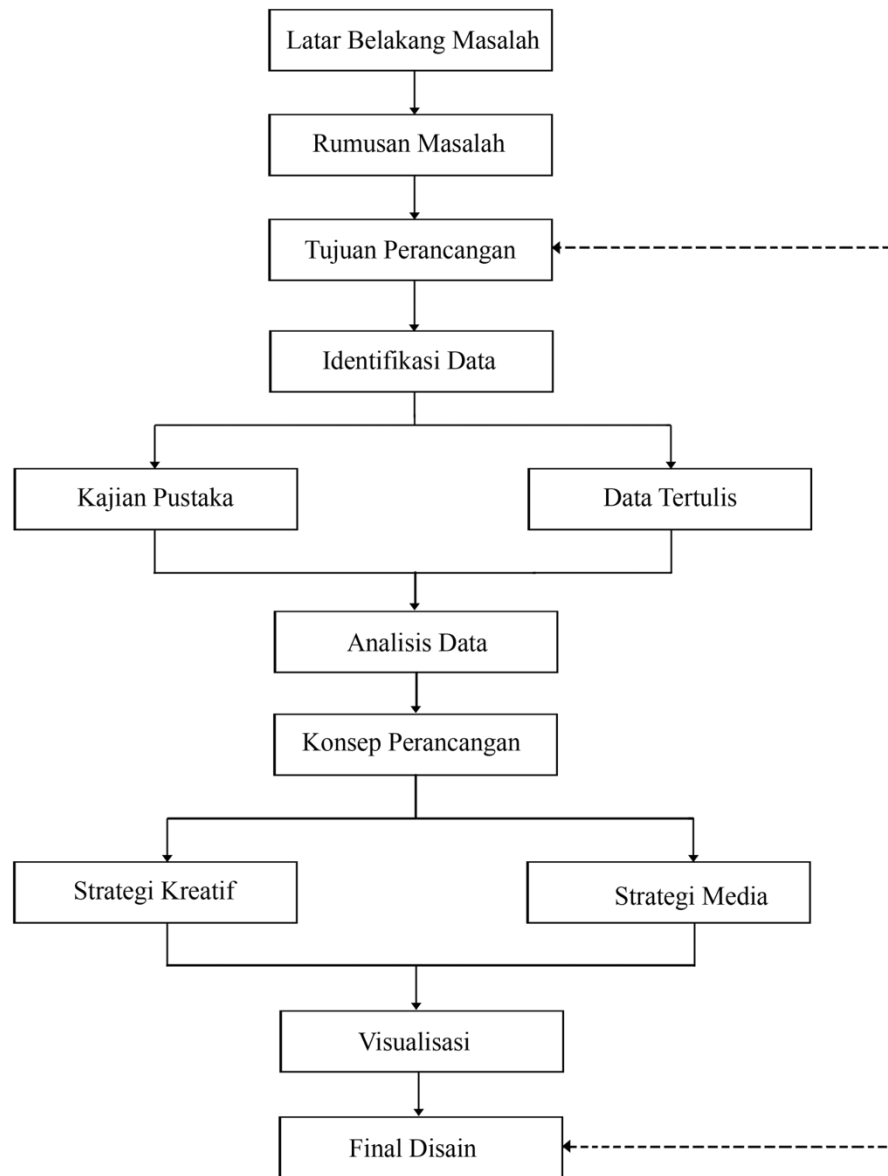 Latar Belakang Masalah
Rumusan Masalah
Tujuan Perancangan
Identifikasi Data
Kajian Pustaka
Data Tertulis
Analisis Data
Konsep Perancangan
Strategi Kreatif
Strategi Media
Visualisasi
Final Disain